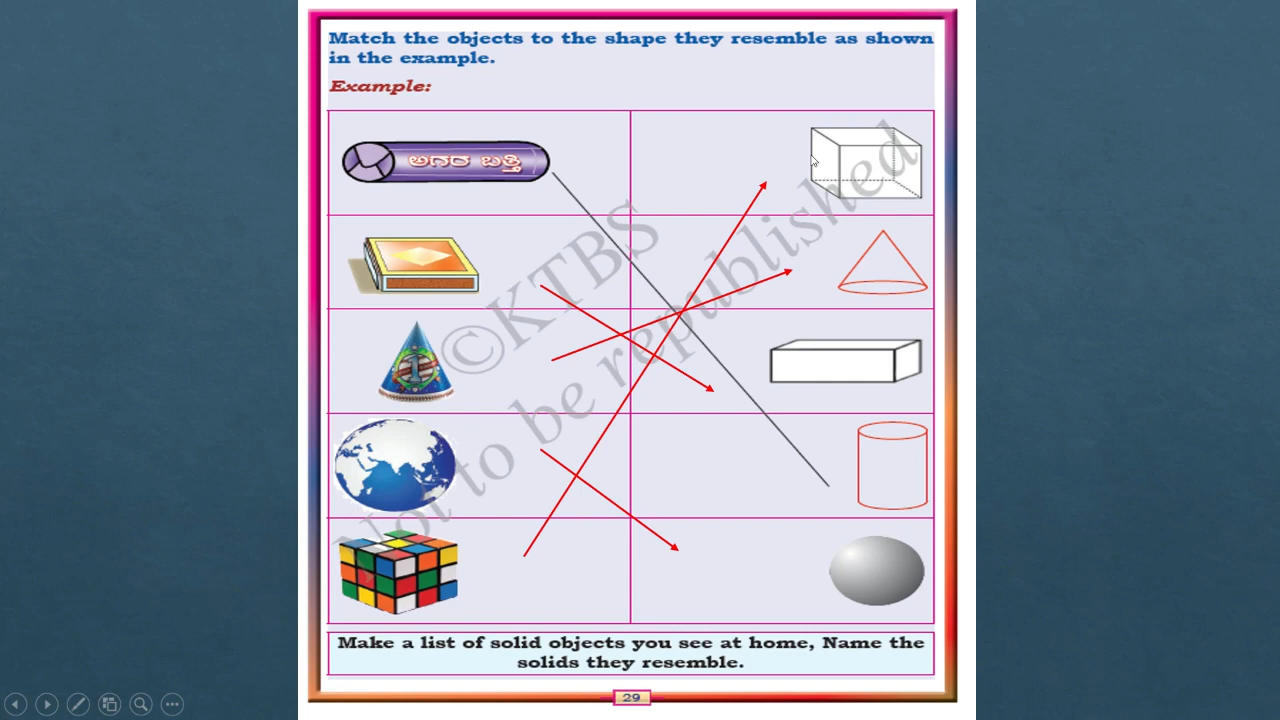 Match the objects to the shape they resemble as shown
in the example.
Example:
ಅಗರ ಬತ್ತಿ
©KTBS
Not to be republished
1
Make a list of solid objects you see at home, Name the
solids they resemble.
29